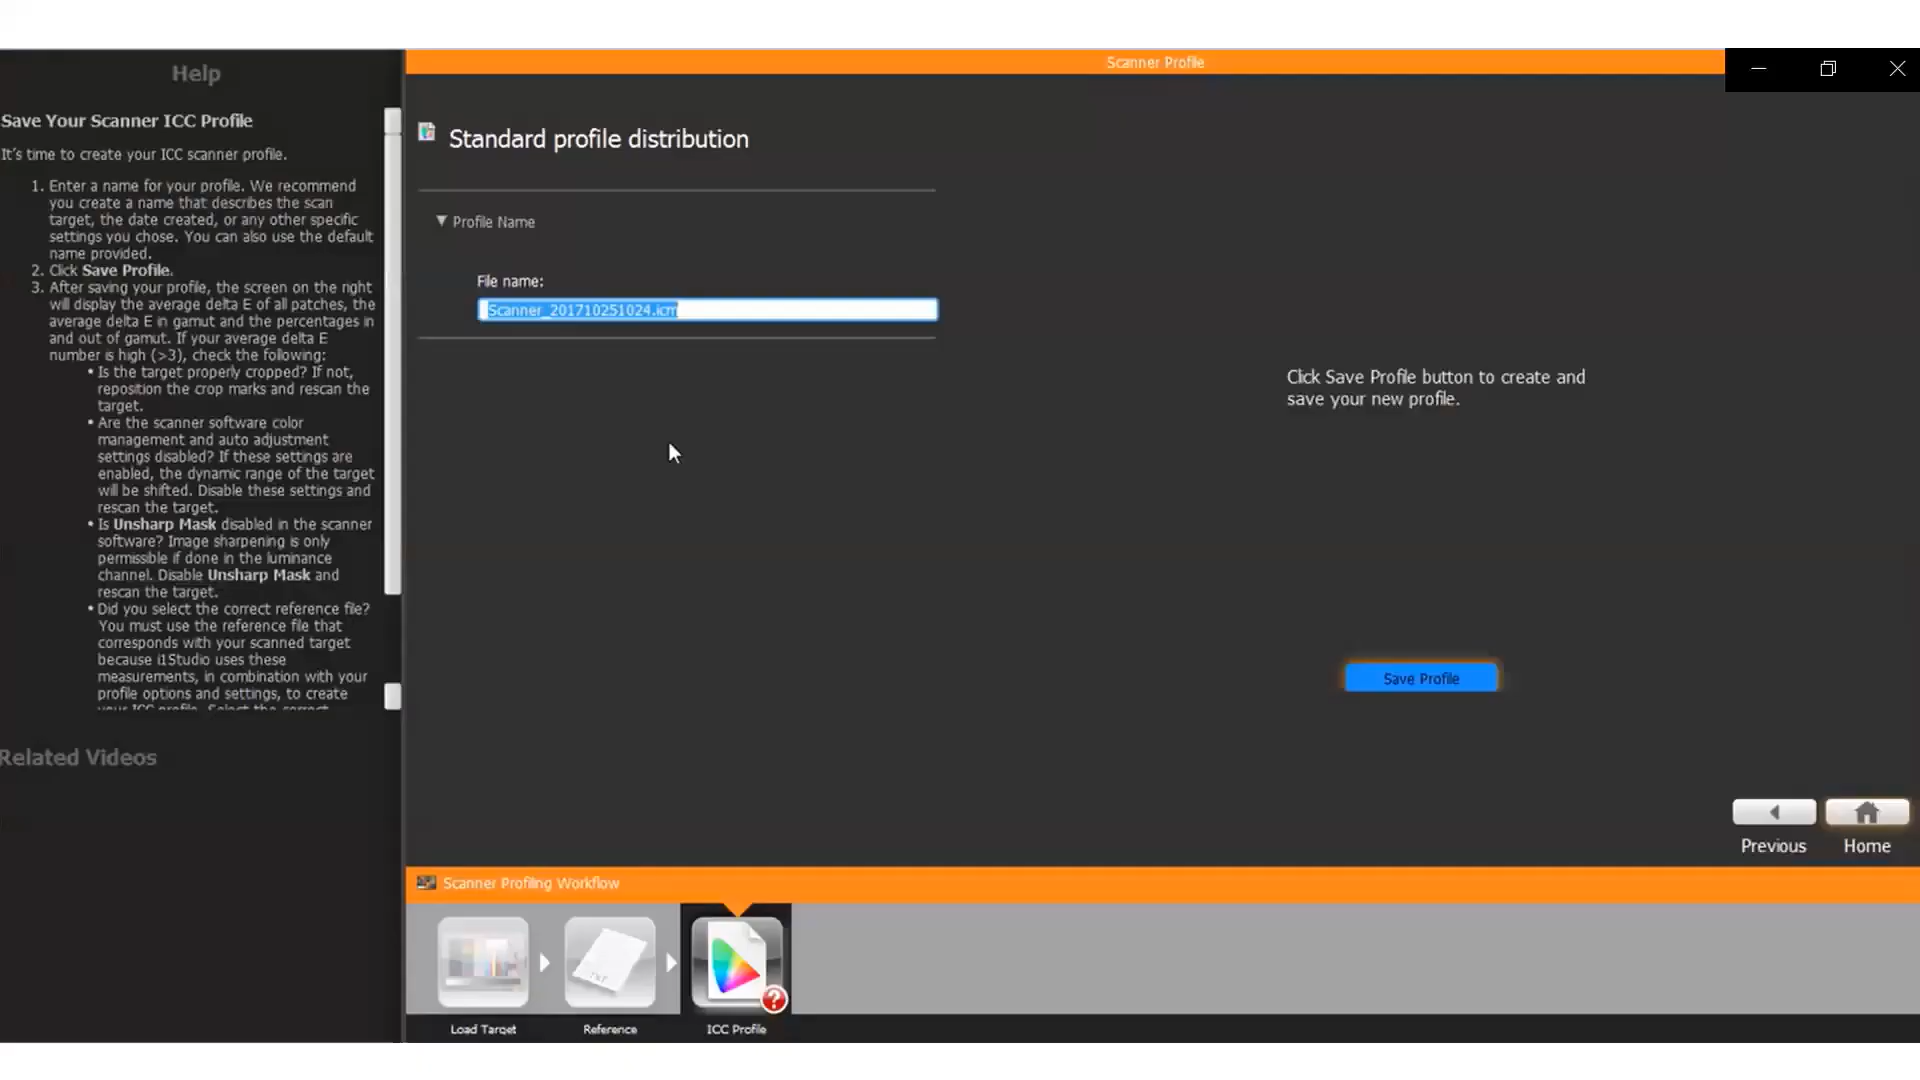 Help
Save Your Scanner ICC Profile
It's time to create your ICC scanner profile.
1. Enter a name for your profile. We recommend
you create a name that describes the scan
target, the date created, or any other specific
settings you chose. You can also use the default
name provided.
2. Click Save Profile.
3. After saving your profile, the screen on the right
will display the average delta E of all patches, the
average delta E in gamut and the percentages in
and out of gamut. If your average delta E
number is high (>3), check the following:
• Is the target properly cropped? If not,
reposition the crop marks and rescan the
target.
• Are the scanner software color
management and auto adjustment
settings disabled? If these settings are
enabled, the dynamic range of the target
will be shifted. Disable these settings and
rescan the target.
• Is Unsharp Mask disabled in the scanner
software? Image sharpening is only
permissible if done in the luminance
channel. Disable Unsharp Mask and
rescan the target.
• Did you select the correct reference file?
You must use the reference file that
corresponds with your scanned target
because i1Studio uses these
measurements, in combination with your
profile options and settings, to create
your ICC profile. Select the correct
Related Videos
Scanner Profile
Standard profile distribution
Profile Name
File name:
Scanner_201710251024.icm
Click Save Profile button to create and
save your new profile.
Save Profile
Previous
Home
Scanner Profiling Workflow
Load Target
Reference
ICC Profile